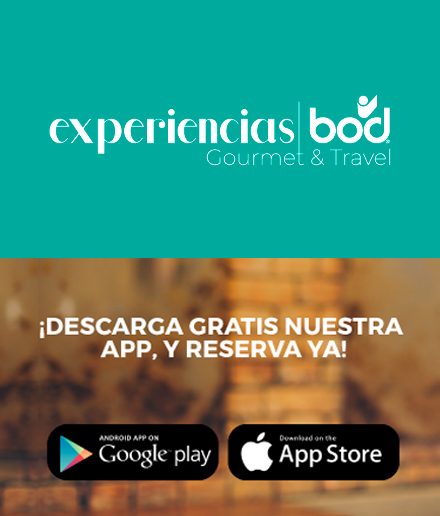 experiencias bod
Gourmet & Travel
¡DESCARGA GRATIS NUESTRA
APP, Y RESERVA YA!
ANDROID APP ON
Google play
Download on the
App Store